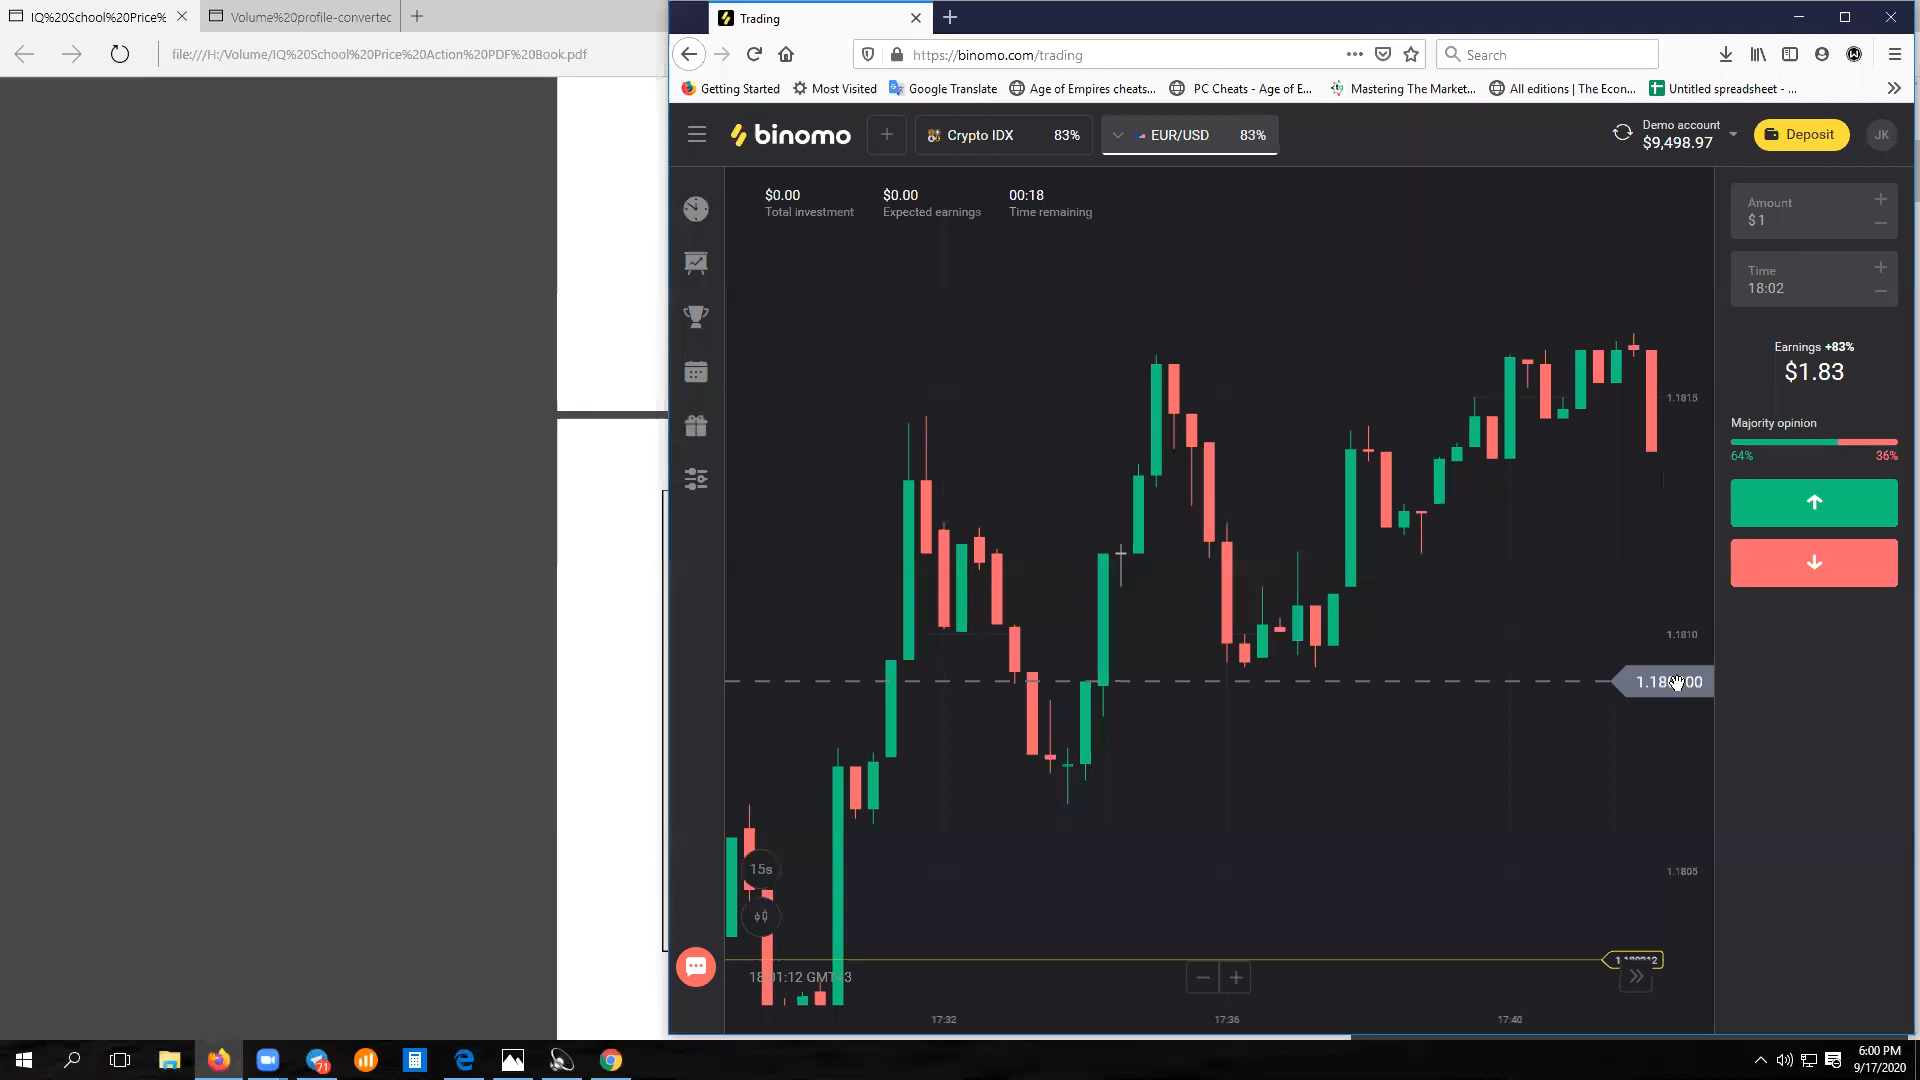 IQ%20School%20Price%
Volume%20profile-convertec
file:///H:/Volume/IQ%20School%20Price%20Action%20PDF%20Book.pdf
Trading
https://binomo.com/trading
Search
Getting Started
Most Visited
Google Translate
Age of Empires cheats...
PC Cheats - Age of E...
Mastering The Market...
All editions | The Econ...
Untitled spreadsheet - ...
binomo
Crypto IDX 83%
EUR/USD 83%
Demo account
$9,498.97
Deposit
JK
$0.00
Total investment
$0.00
Expected earnings
00:18
Time remaining
Amount
$1
Time
18:02
Earnings +83%
$1.83
Majority opinion
64% 36%
1.1815
1.1810
1.1805
15s
17:32
17:36
17:40
71
6:00 PM
9/17/2020